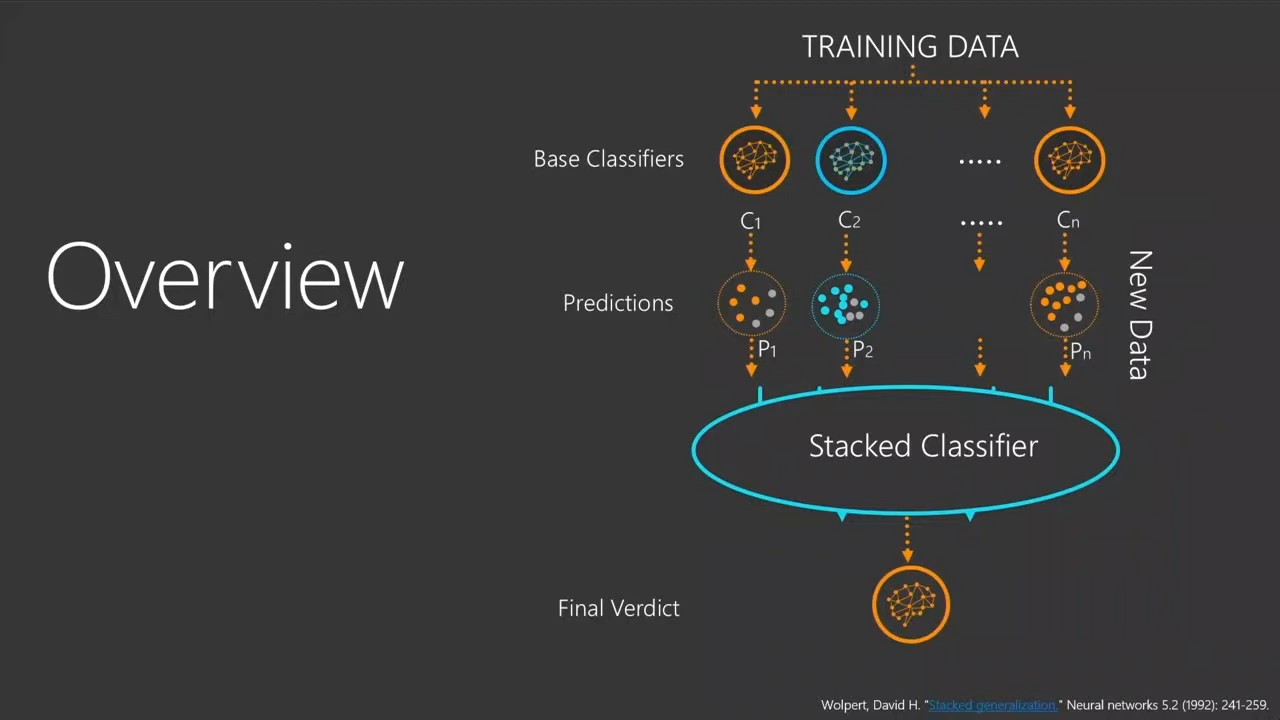 TRAINING DATA
Base Classifiers
.....
C1
C2
.....
Cn
Overview
Predictions
New Data
P1
P2
Pn
Stacked Classifier
Final Verdict
Wolpert, David H. "Stacked generalization." Neural networks 5.2 (1992): 241-259.